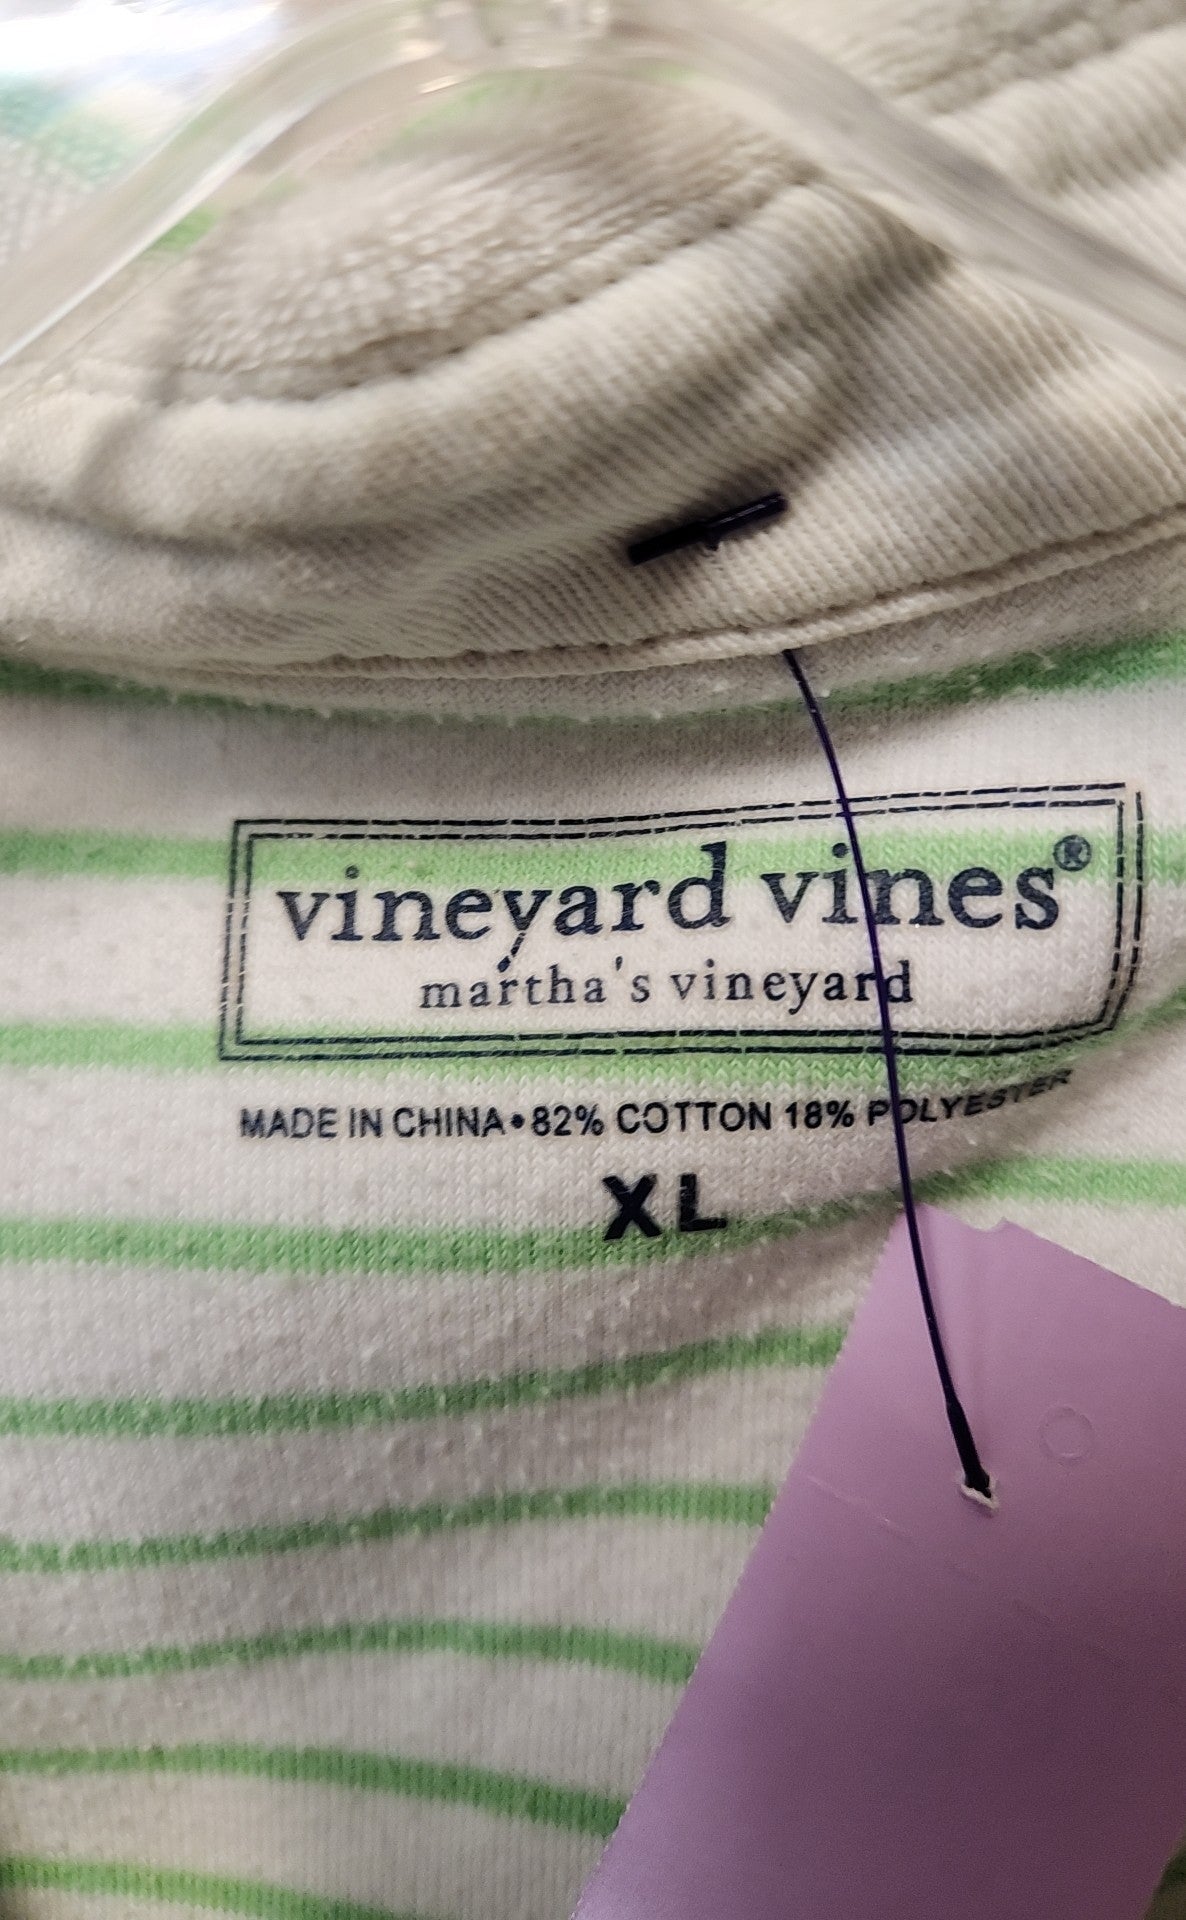 vineyard vines®
martha's vineyard
MADE IN CHINA•82% COTTON 18% POLYESTER
XL